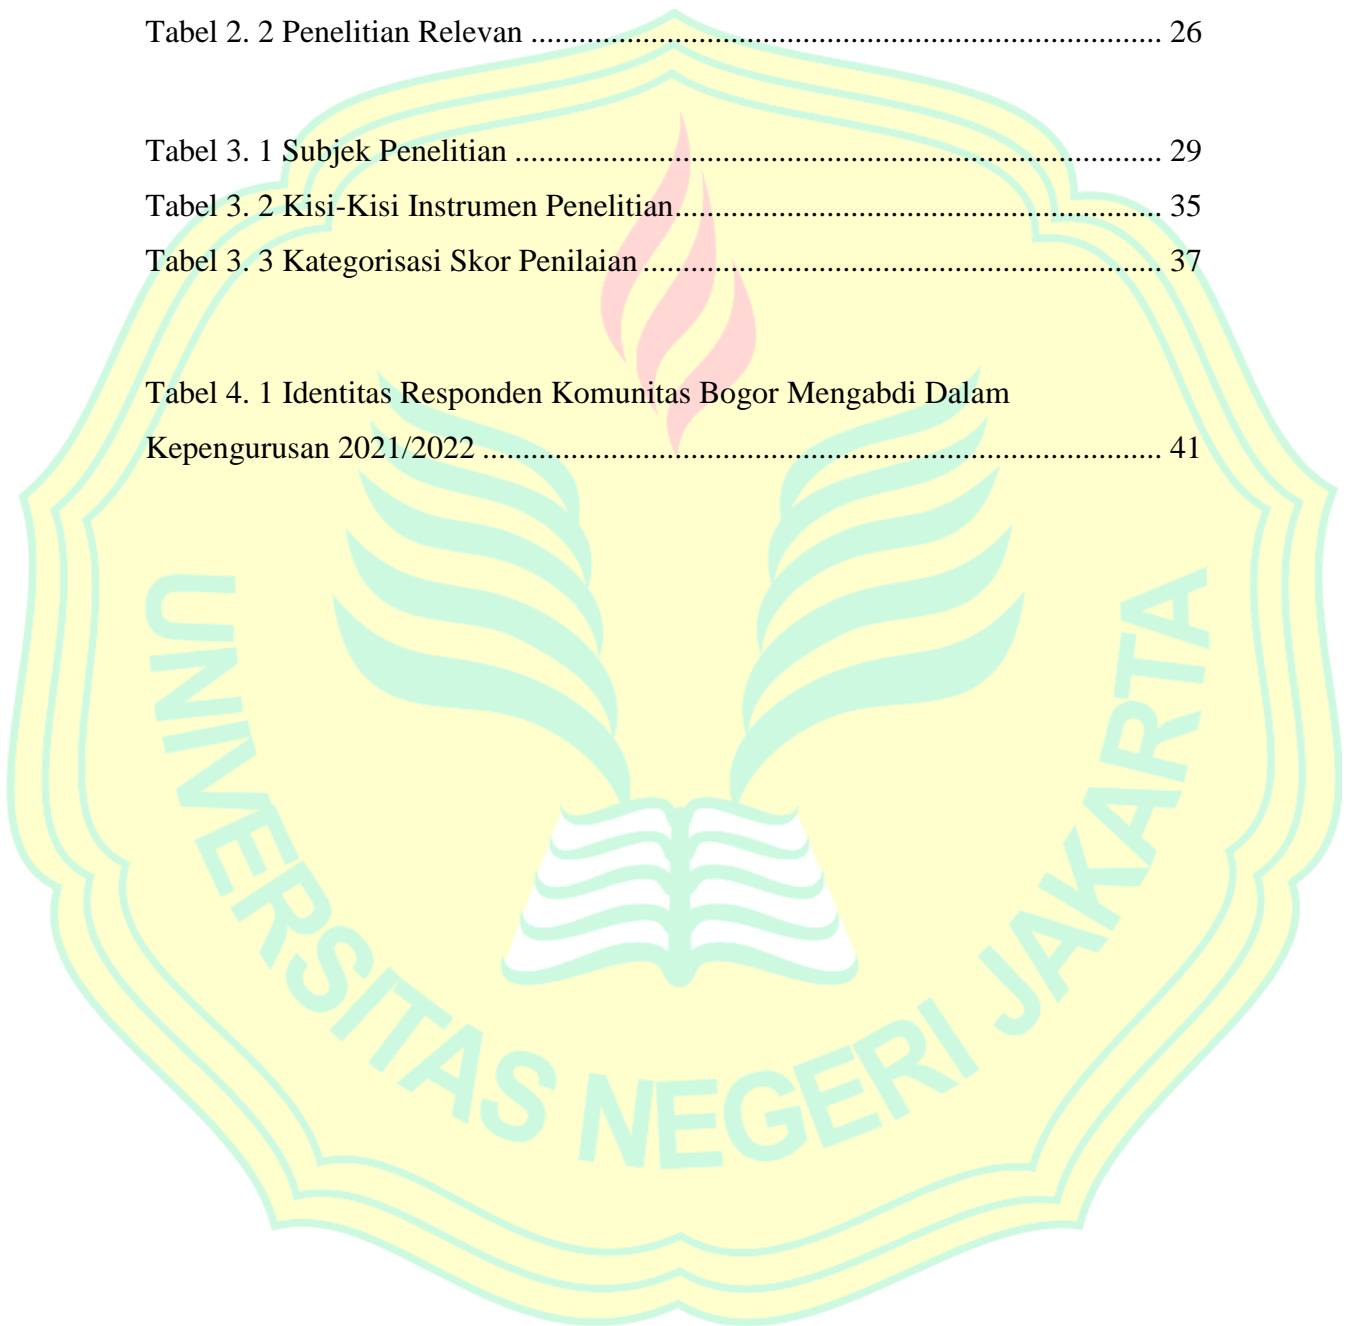 Tabel 2. 2 Penelitian Relevan .............................................................................. 26
Tabel 3. 1 Subjek Penelitian ................................................................................ 29
Tabel 3. 2 Kisi-Kisi Instrumen Penelitian............................................................ 35
Tabel 3. 3 Kategorisasi Skor Penilaian ................................................................ 37
Tabel 4. 1 Identitas Responden Komunitas Bogor Mengabdi Dalam
Kepengurusan 2021/2022 .................................................................................... 41
UNIVERSITAS NEGERI JAKARTA